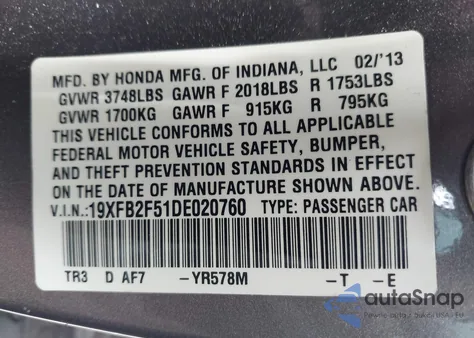 MFD. BY HONDA MFG. OF INDIANA, LLC 02/'13
GVWR 3748LBS GAWR F 2018LBS R 1753LBS
GVWR 1700KG GAWR F 915KG R 795KG
THIS VEHICLE CONFORMS TO ALL APPLICABLE
FEDERAL MOTOR VEHICLE SAFETY, BUMPER,
AND THEFT PREVENTION STANDARDS IN EFFECT
ON THE DATE OF MANUFACTURE SHOWN ABOVE.
V.I.N.:19XFB2F51DE020760 TYPE: PASSENGER CAR
TR3 D AF7 -YR578M -T -E
autoSnap